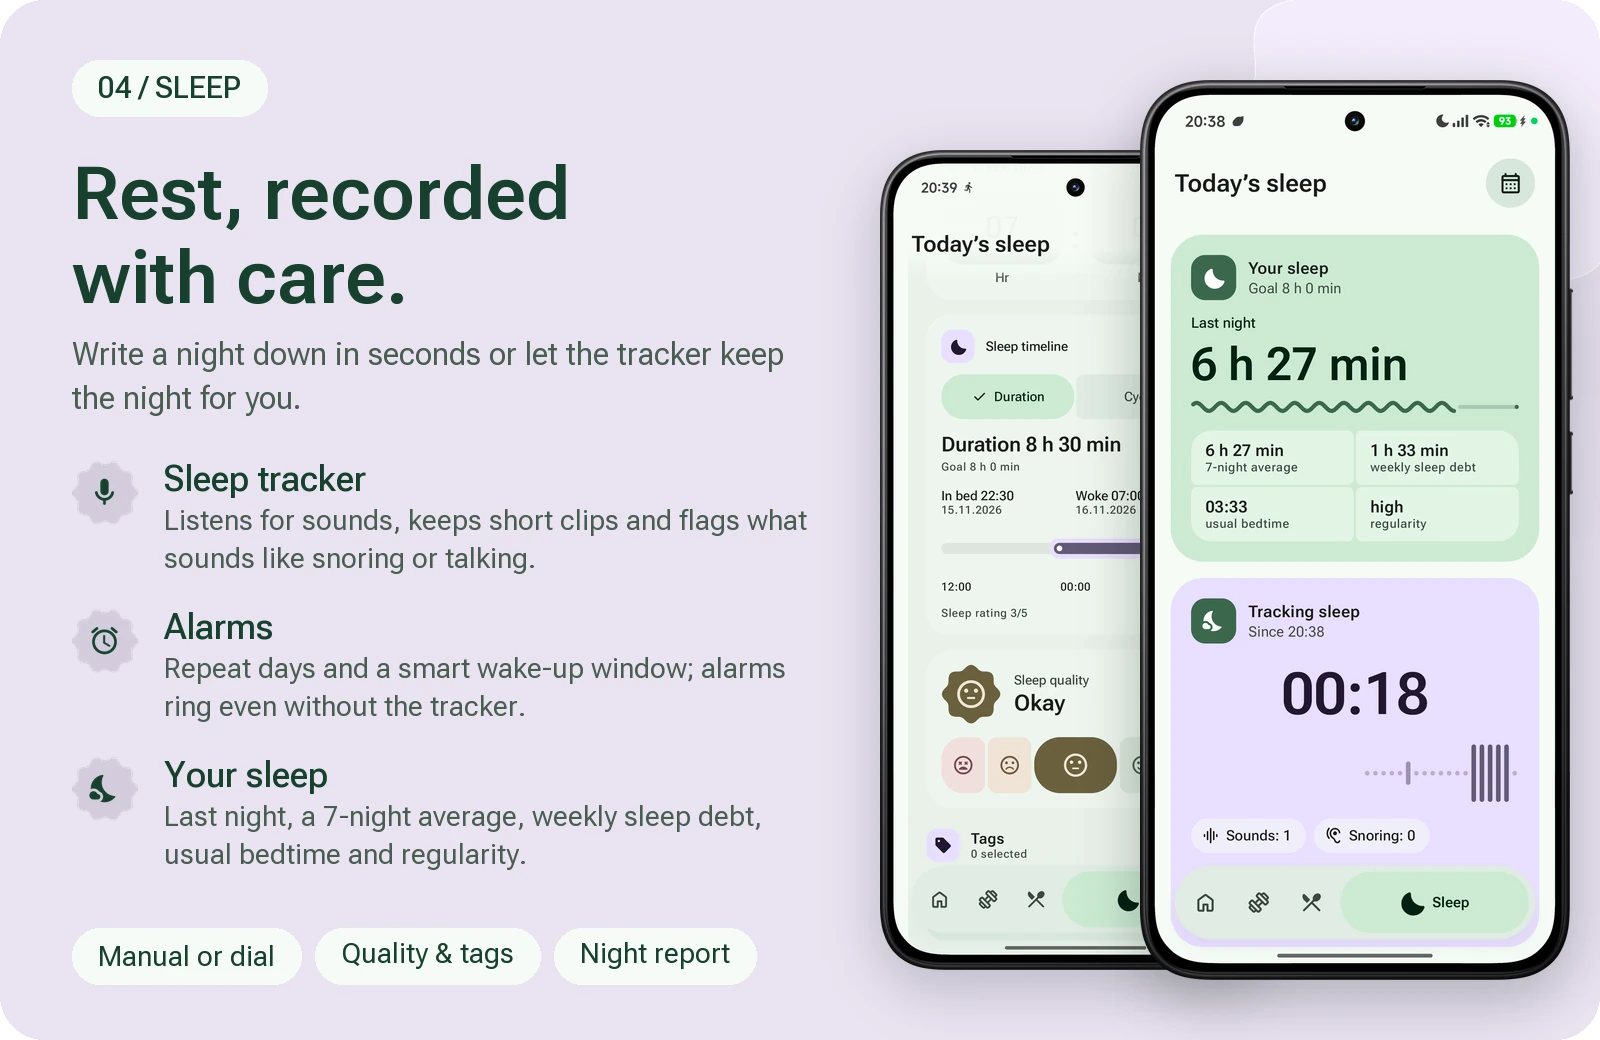 04 / SLEEP
Rest, recorded
with care.
Write a night down in seconds or let the tracker keep
the night for you.
Sleep tracker
Listens for sounds, keeps short clips and flags what
sounds like snoring or talking.
Alarms
Repeat days and a smart wake-up window; alarms
ring even without the tracker.
Your sleep
Last night, a 7-night average, weekly sleep debt,
usual bedtime and regularity.
Manual or dial
Quality & tags
Night report
20:39
07
Today's sleep
Hr
Sleep timeline
Duration
Duration 8 h 30 min
Goal 8 h 0 min
In bed 22:30
15.11.2026
Woke 07:00
16.11.2026
12:00
00:00
Sleep rating 3/5
Sleep quality
Okay
Tags
0 selected
20:38
93
Today's sleep
Your sleep
Goal 8 h 0 min
Last night
6 h 27 min
6 h 27 min
7-night average
1 h 33 min
weekly sleep debt
03:33
usual bedtime
high
regularity
Tracking sleep
Since 20:38
00:18
Sounds: 1
Snoring: 0
Sleep